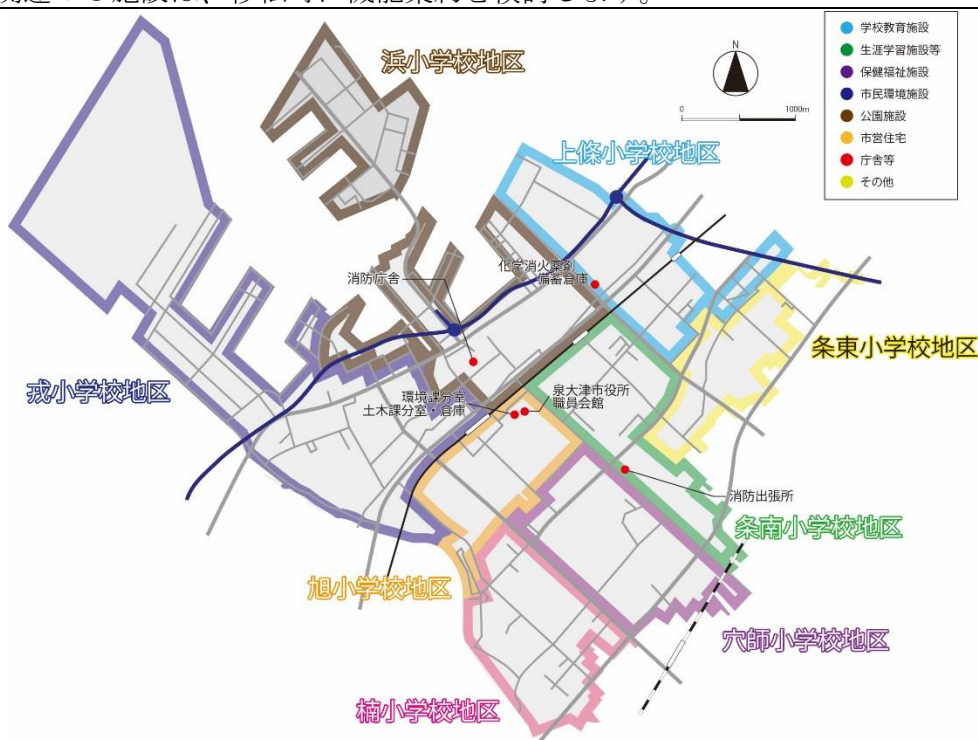 浜小学校地区
N
0
1000m
学校教育施設
生涯学習施設等
保健福祉施設
市民環境施設
公園施設
市営住宅
庁舎等
その他
上條小学校地区
化学消火薬剤
備蓄倉庫
消防庁舎
条東小学校地区
戎小学校地区
環境課分室
土木課分室・倉庫
泉大津市役所
職員会館
消防出張所
条南小学校地区
旭小学校地区
穴師小学校地区
楠小学校地区